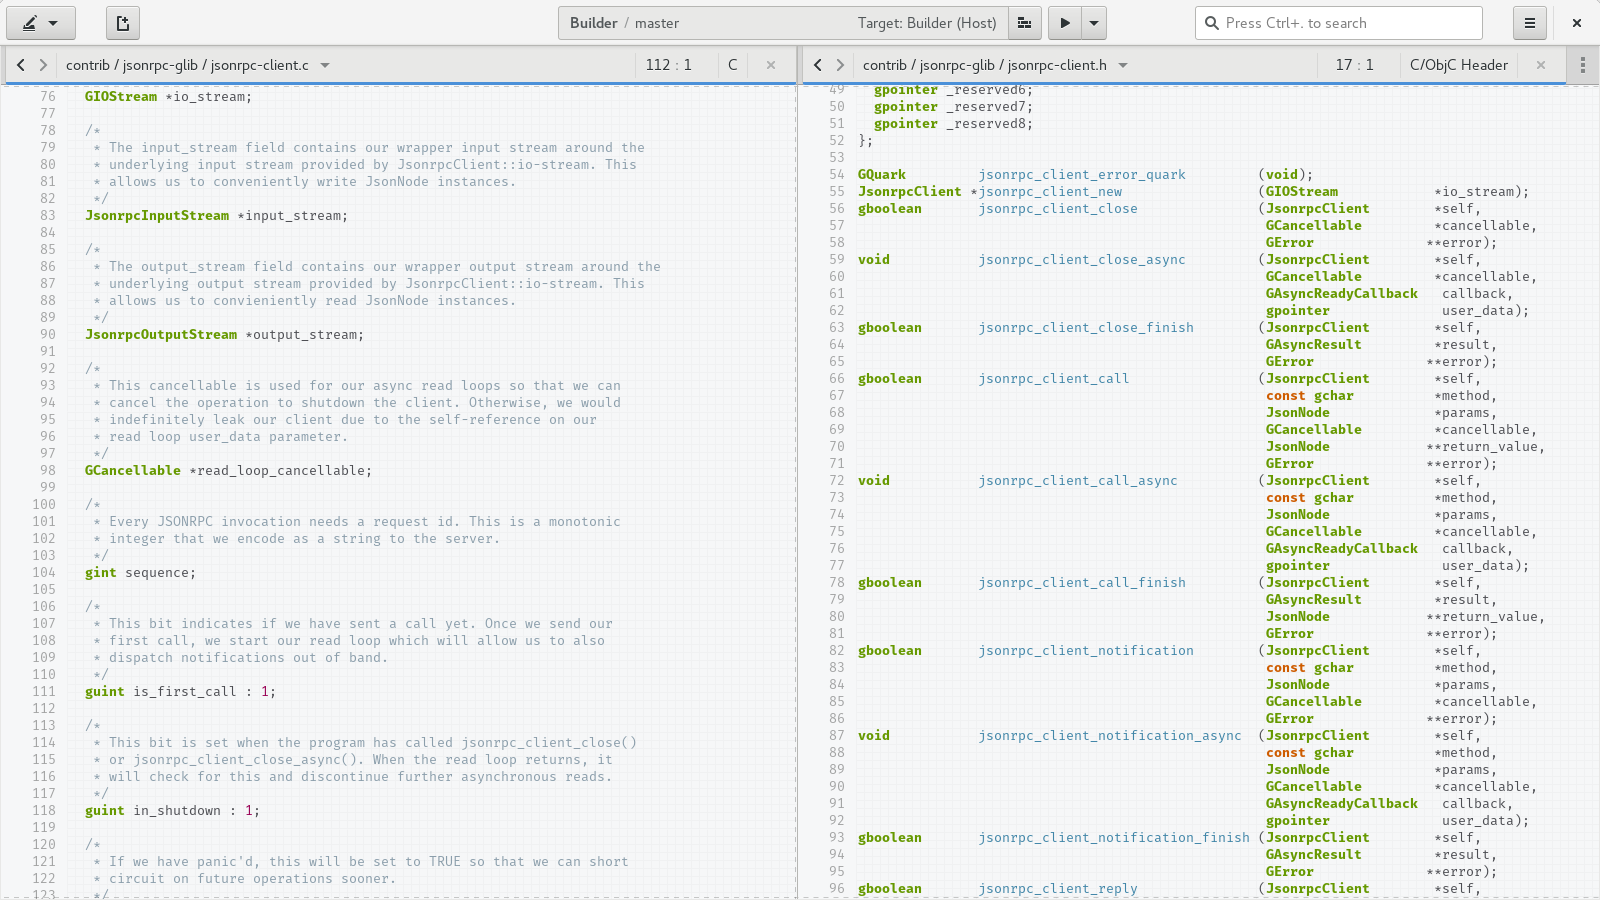 Builder / master
Target: Builder (Host)
Press Ctrl+. to search
contrib / jsonrpc-glib / jsonrpc-client.c
112 : 1
C
76 GIOStream *io_stream;
77
78 /*
79 * The input_stream field contains our wrapper input stream around the
80 * underlying input stream provided by JsonrpcClient::io-stream. This
81 * allows us to conveniently write JsonNode instances.
82 */
83 JsonrpcInputStream *input_stream;
84
85 /*
86 * The output_stream field contains our wrapper output stream around the
87 * underlying output stream provided by JsonrpcClient::io-stream. This
88 * allows us to convieniently read JsonNode instances.
89 */
90 JsonrpcOutputStream *output_stream;
91
92 /*
93 * This cancellable is used for our async read loops so that we can
94 * cancel the operation to shutdown the client. Otherwise, we would
95 * indefinitely leak our client due to the self-reference on our
96 * read loop user_data parameter.
97 */
98 GCancellable *read_loop_cancellable;
99
100 /*
101 * Every JSONRPC invocation needs a request id. This is a monotonic
102 * integer that we encode as a string to the server.
103 */
104 gint sequence;
105
106 /*
107 * This bit indicates if we have sent a call yet. Once we send our
108 * first call, we start our read loop which will allow us to also
109 * dispatch notifications out of band.
110 */
111 guint is_first_call : 1;
112
113 /*
114 * This bit is set when the program has called jsonrpc_client_close()
115 * or jsonrpc_client_close_async(). When the read loop returns, it
116 * will check for this and discontinue further asynchronous reads.
117 */
118 guint in_shutdown : 1;
119
120 /*
121 * If we have panic'd, this will be set to TRUE so that we can short
122 * circuit on future operations sooner.
123 */
contrib / jsonrpc-glib / jsonrpc-client.h
17 : 1
C/ObjC Header
49 gpointer _reserved6;
50 gpointer _reserved7;
51 gpointer _reserved8;
52 };
53
54 GQuark jsonrpc_client_error_quark (void);
55 JsonrpcClient *jsonrpc_client_new (GIOStream *io_stream);
56 gboolean jsonrpc_client_close (JsonrpcClient *self,
57 GCancellable *cancellable,
58 GError **error);
59 void jsonrpc_client_close_async (JsonrpcClient *self,
60 GCancellable *cancellable,
61 GAsyncReadyCallback callback,
62 gpointer user_data);
63 gboolean jsonrpc_client_close_finish (JsonrpcClient *self,
64 GAsyncResult *result,
65 GError **error);
66 gboolean jsonrpc_client_call (JsonrpcClient *self,
67 const gchar *method,
68 JsonNode *params,
69 GCancellable *cancellable,
70 JsonNode **return_value,
71 GError **error);
72 void jsonrpc_client_call_async (JsonrpcClient *self,
73 const gchar *method,
74 JsonNode *params,
75 GCancellable *cancellable,
76 GAsyncReadyCallback callback,
77 gpointer user_data);
78 gboolean jsonrpc_client_call_finish (JsonrpcClient *self,
79 GAsyncResult *result,
80 JsonNode **return_value,
81 GError **error);
82 gboolean jsonrpc_client_notification (JsonrpcClient *self,
83 const gchar *method,
84 JsonNode *params,
85 GCancellable *cancellable,
86 GError **error);
87 void jsonrpc_client_notification_async (JsonrpcClient *self,
88 const gchar *method,
89 JsonNode *params,
90 GCancellable *cancellable,
91 GAsyncReadyCallback callback,
92 gpointer user_data);
93 gboolean jsonrpc_client_notification_finish (JsonrpcClient *self,
94 GAsyncResult *result,
95 GError **error);
96 gboolean jsonrpc_client_reply (JsonrpcClient *self,